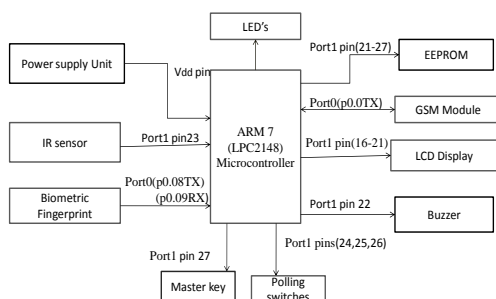 LED's
Port1 pin(21-27)
EEPROM
Power supply Unit
Vdd pin
Port0(p0.0TX)
GSM Module
ARM 7
(LPC2148)
Microcontroller
IR sensor
Port1 pin23
Port1 pin(16-21)
LCD Display
Biometric
Fingerprint
Port0(p0.08TX)
(p0.09RX)
Port1 pin 22
Buzzer
Port1 pin 27
Port1 pins(24,25,26)
Master key
Polling
switches